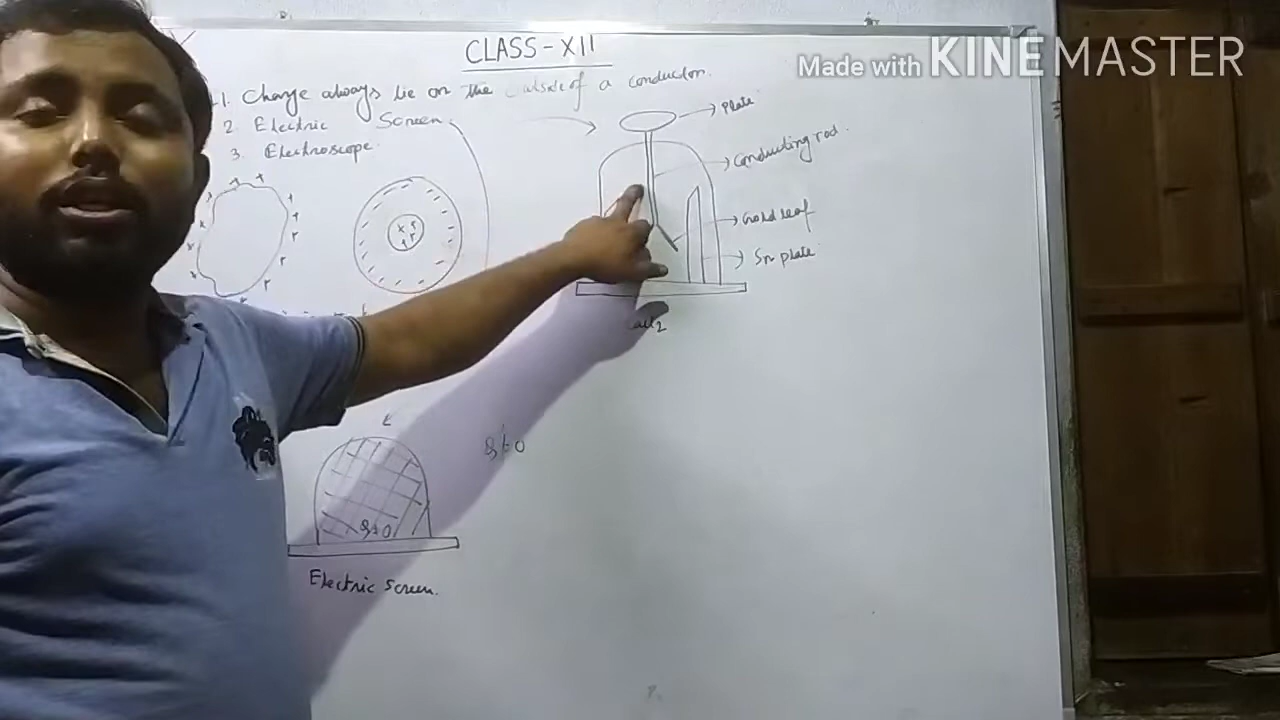 CLASS-XII
Made with KINEMASTER
1. Charge always lie on the outside of a conductor.
2 Electric Screen.
3. Electroscope.
Plate
Conducting rod.
Gold leaf
Sn plate
Electric Screen.